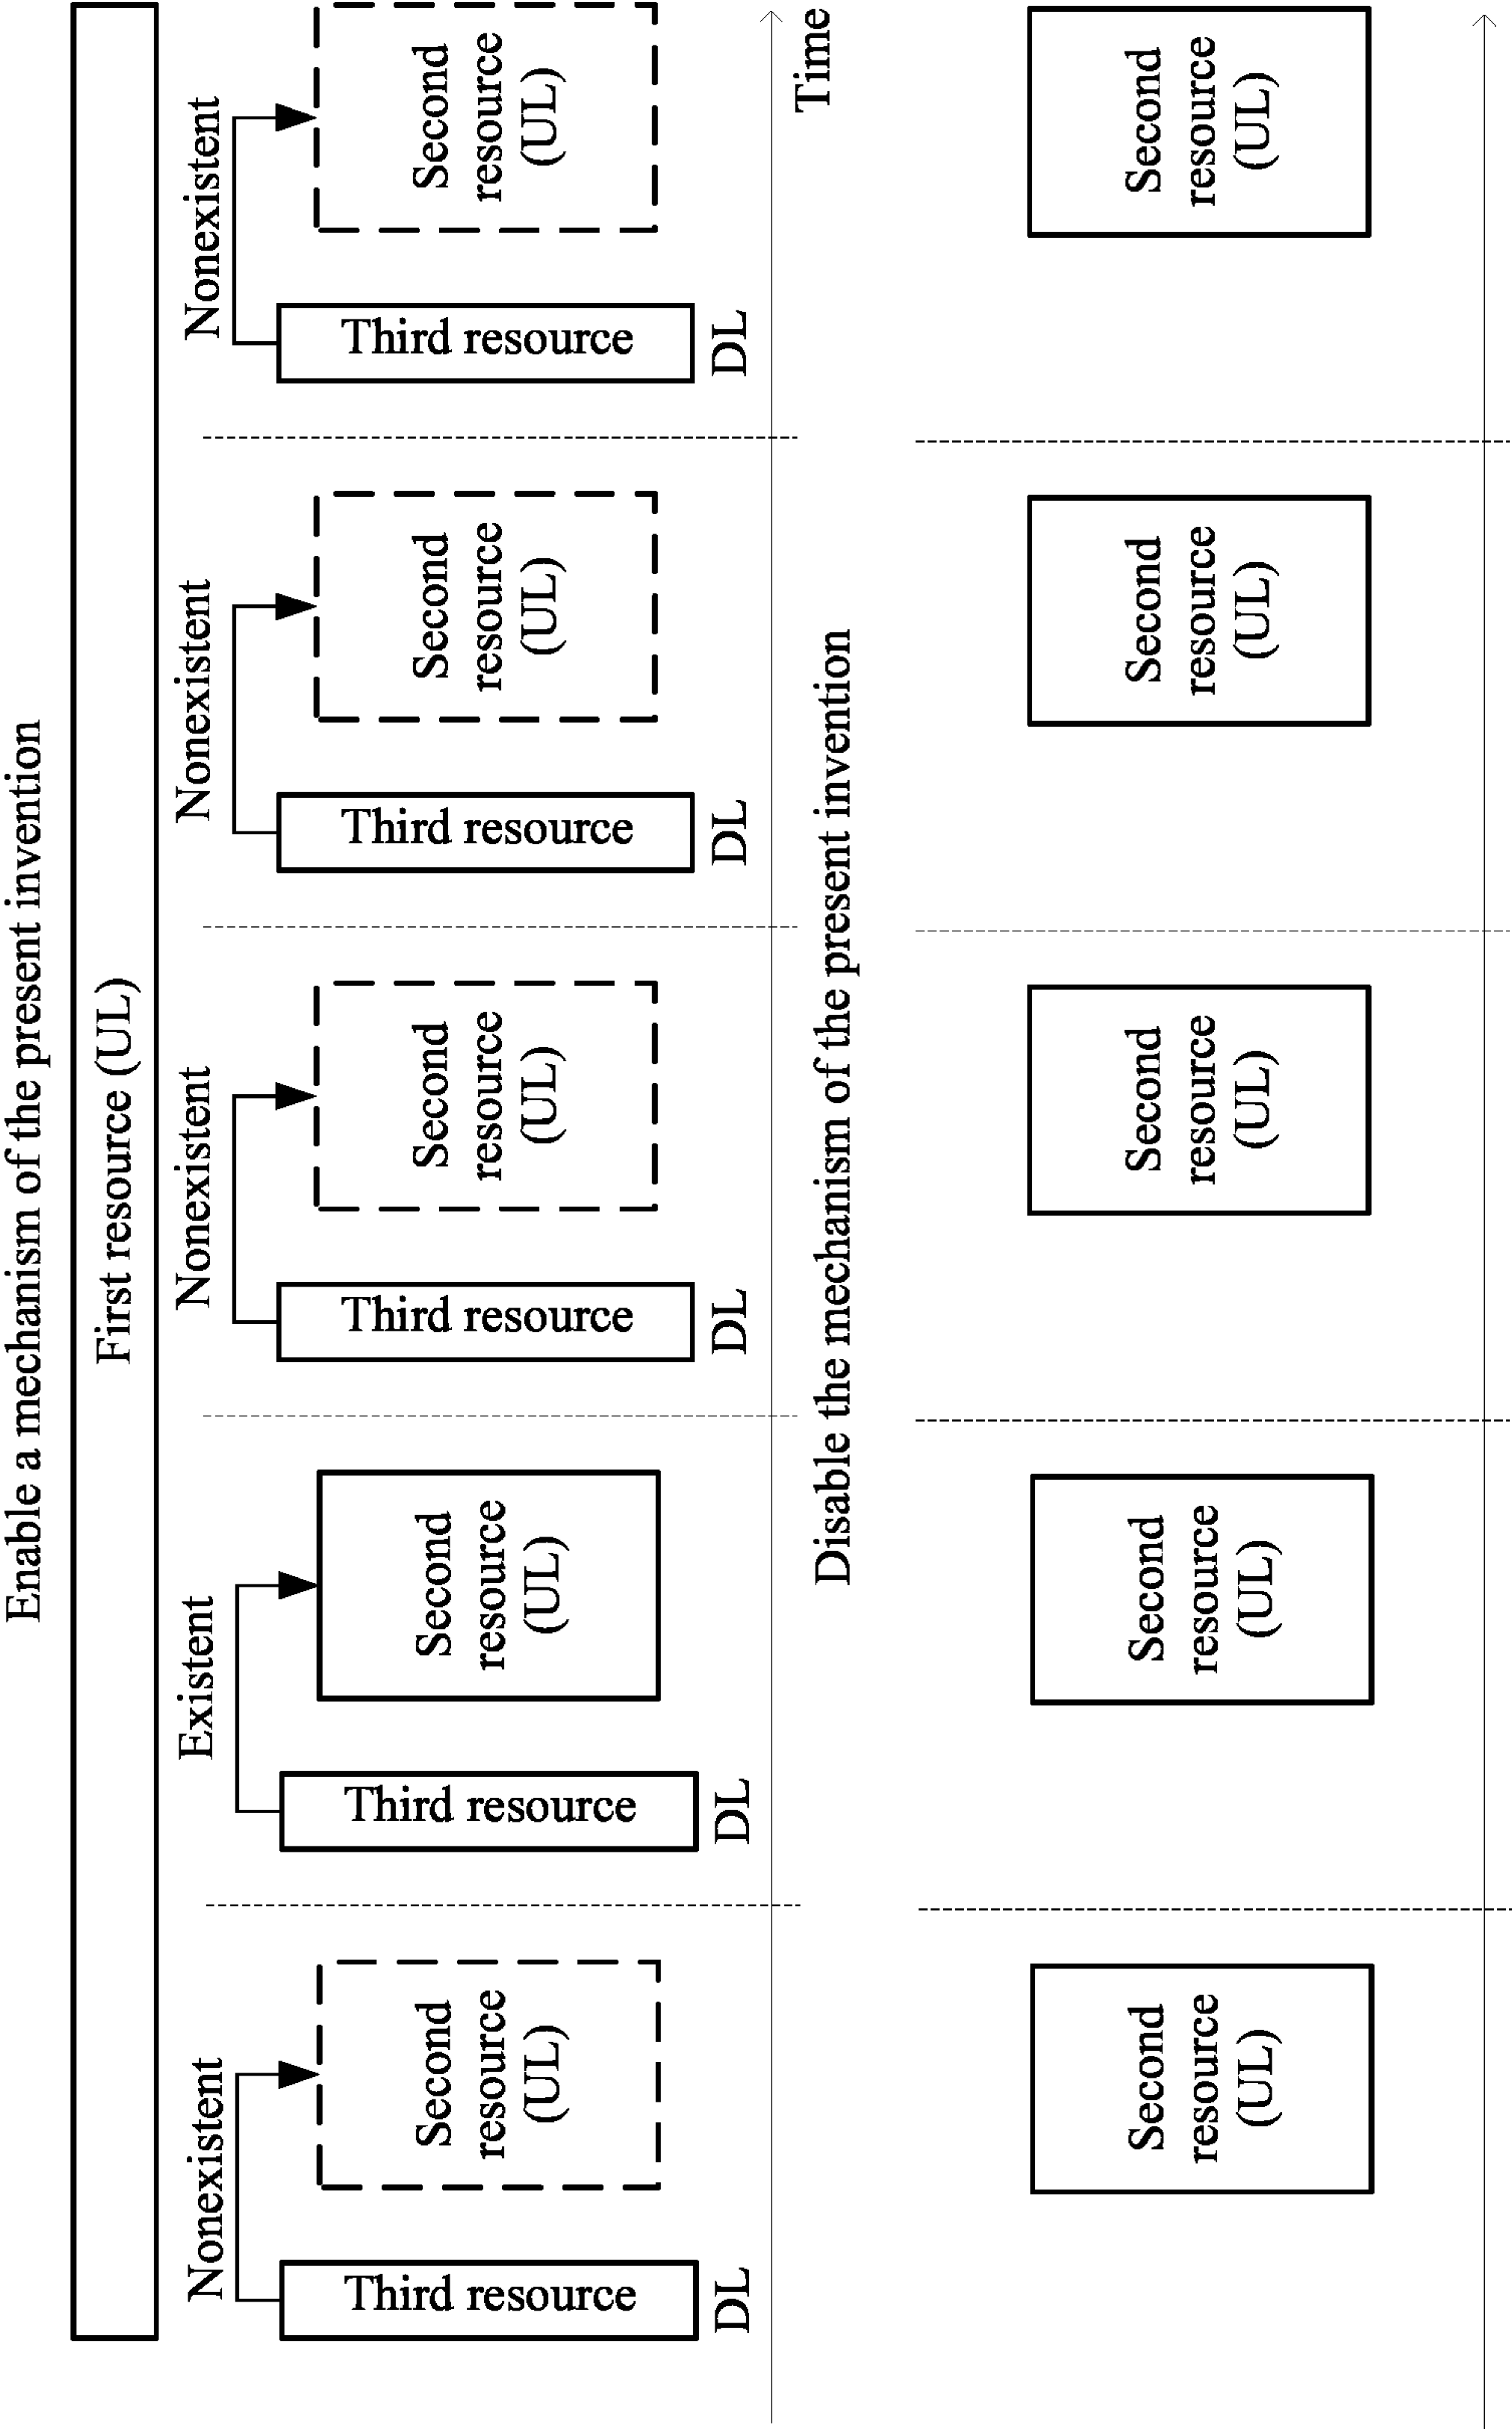 Enable a mechanism of the present invention
First resource (UL)
Nonexistent
Existent
Nonexistent
Nonexistent
Nonexistent
Third resource
Second
resource
(UL)
Third resource
Second
resource
(UL)
Third resource
Second
resource
(UL)
Third resource
Second
resource
(UL)
Third resource
Second
resource
(UL)
DL
DL
DL
DL
DL
Time
Disable the mechanism of the present invention
Second
resource
(UL)
Second
resource
(UL)
Second
resource
(UL)
Second
resource
(UL)
Second
resource
(UL)